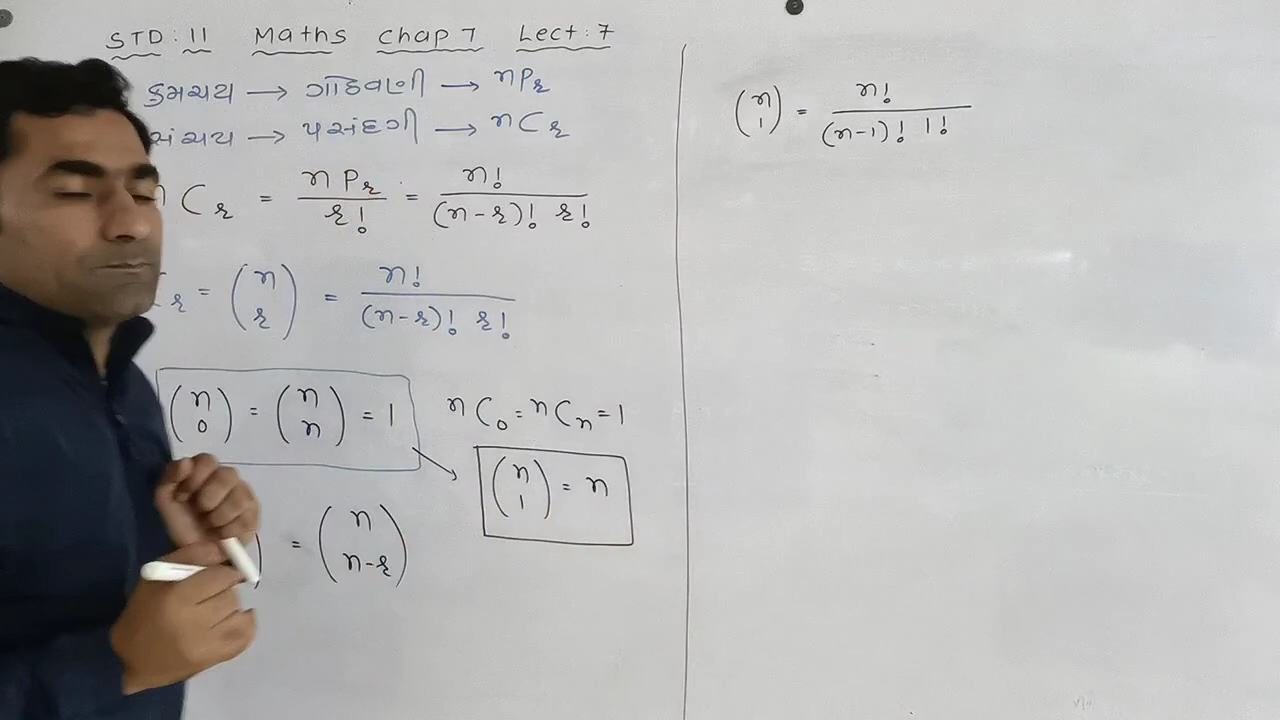 STD : 11 Maths Chap 7 Lect : 7
ક્રમચય → ગોઠવણી → nPr
સંચય → પસંદગી → nCr
nCr = nPr / r! = n! / (n-r)! r!
r = (n r) = n! / (n-r)! r!
(n 0) = (n n) = 1 nC0 = nCn = 1
(n 1) = n
= (n n-r)
(n 1) = n! / (n-1)! 1!